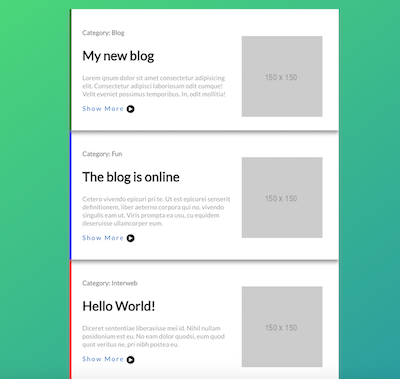 Category: Blog
My new blog
Lorem ipsum dolor sit amet consectetur adipisicing
elit. Consectetur adipisci laboriosam odit cumque!
Velit eveniet possimus temporibus. In, odit mollitia!
Show More
150 x 150
Category: Fun
The blog is online
Cetero vivendo epicuri pri te. Ut est epicurei senserit
definitionem, liber aeterno corpora qui no, vivendo
singulis eam ut. Viris prompta ea usu, cu equidem
deseruisse ullamcorper eum.
Show More
150 x 150
Category: Interweb
Hello World!
Diceret sententiae liberavisse mei id. Nihil nullam
posidonium est eu. No eam dolor quodsi, eum quod
quot veribus ne, pri nibh postea eu.
Show More
150 x 150